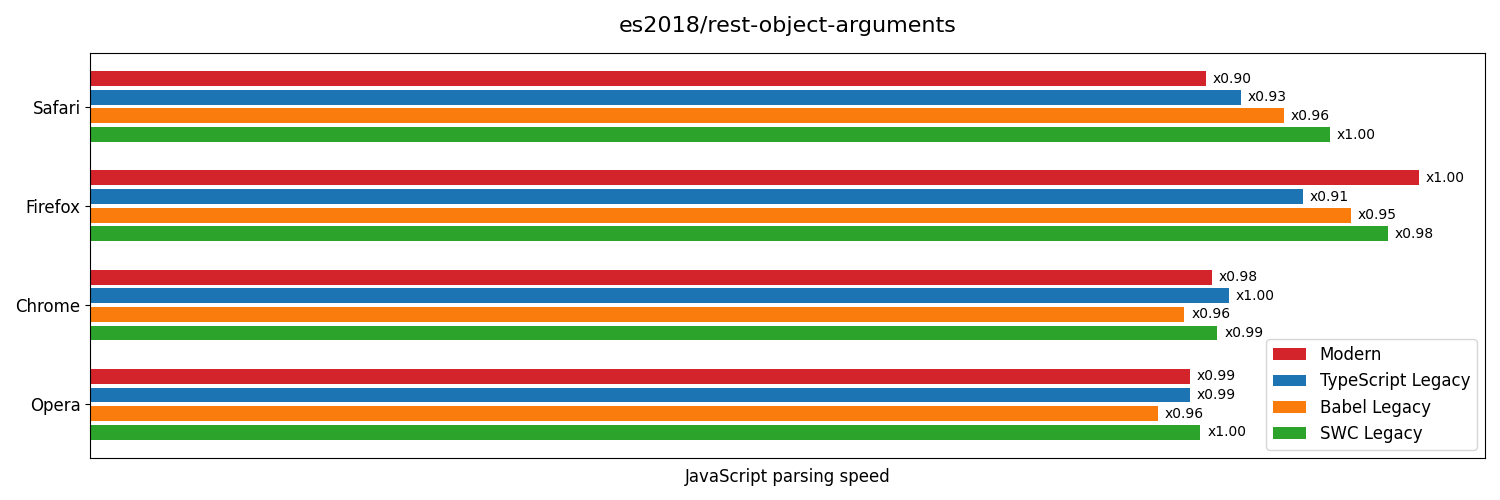 es2018/rest-object-arguments
Safari
x0.90
x0.93
x0.96
x1.00
Firefox
x1.00
x0.91
x0.95
x0.98
Chrome
x0.98
x1.00
x0.96
x0.99
Opera
x0.99
x0.99
x0.96
x1.00
Modern
TypeScript Legacy
Babel Legacy
SWC Legacy
JavaScript parsing speed